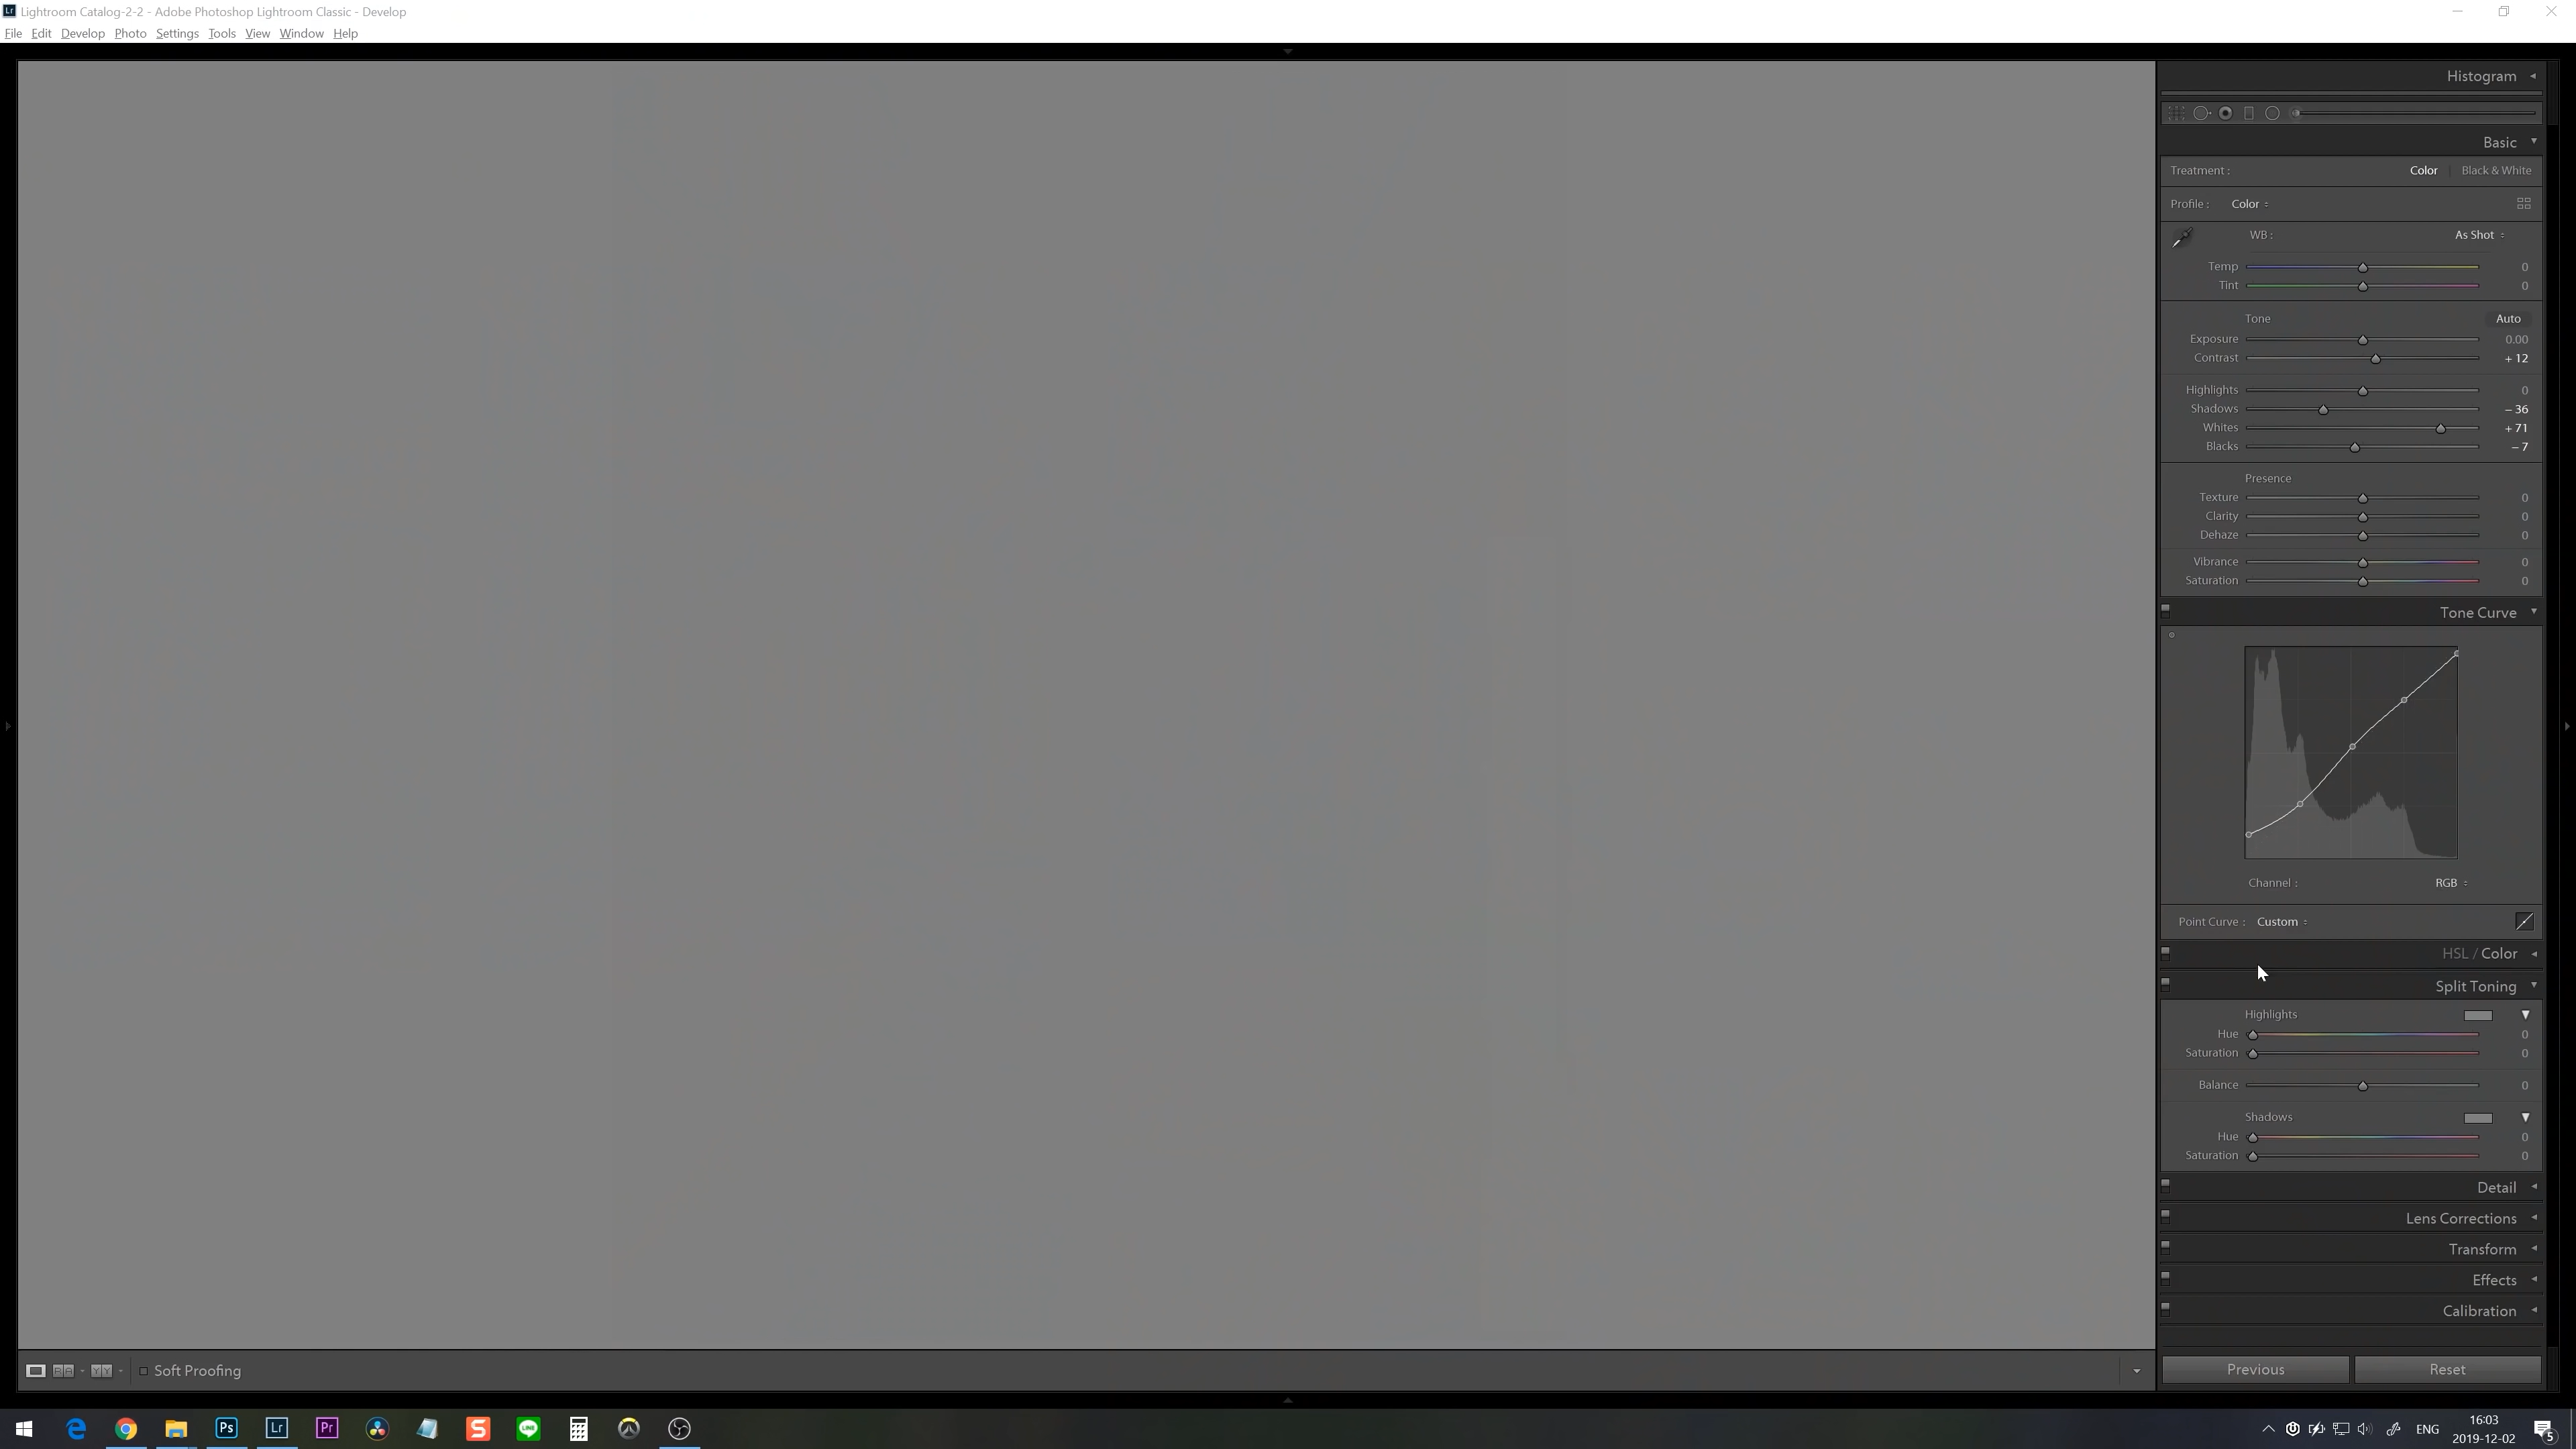 Lightroom Catalog-2-2 - Adobe Photoshop Lightroom Classic - Develop
File Edit Develop Photo Settings Tools View Window Help
Histogram
Basic
Treatment : Color Black & White
Profile : Color
WB : As Shot
Temp 0
Tint 0
Tone Auto
Exposure 0.00
Contrast + 12
Highlights 0
Shadows – 36
Whites + 71
Blacks – 7
Presence
Texture 0
Clarity 0
Dehaze 0
Vibrance 0
Saturation 0
Tone Curve
Channel : RGB
Point Curve : Custom
HSL / Color
Split Toning
Highlights
Hue 0
Saturation 0
Balance 0
Shadows
Hue 0
Saturation 0
Detail
Lens Corrections
Transform
Effects
Calibration
Soft Proofing
Previous Reset
Ps Lr Pr S LINE
ENG
16:03
2019-12-02
5